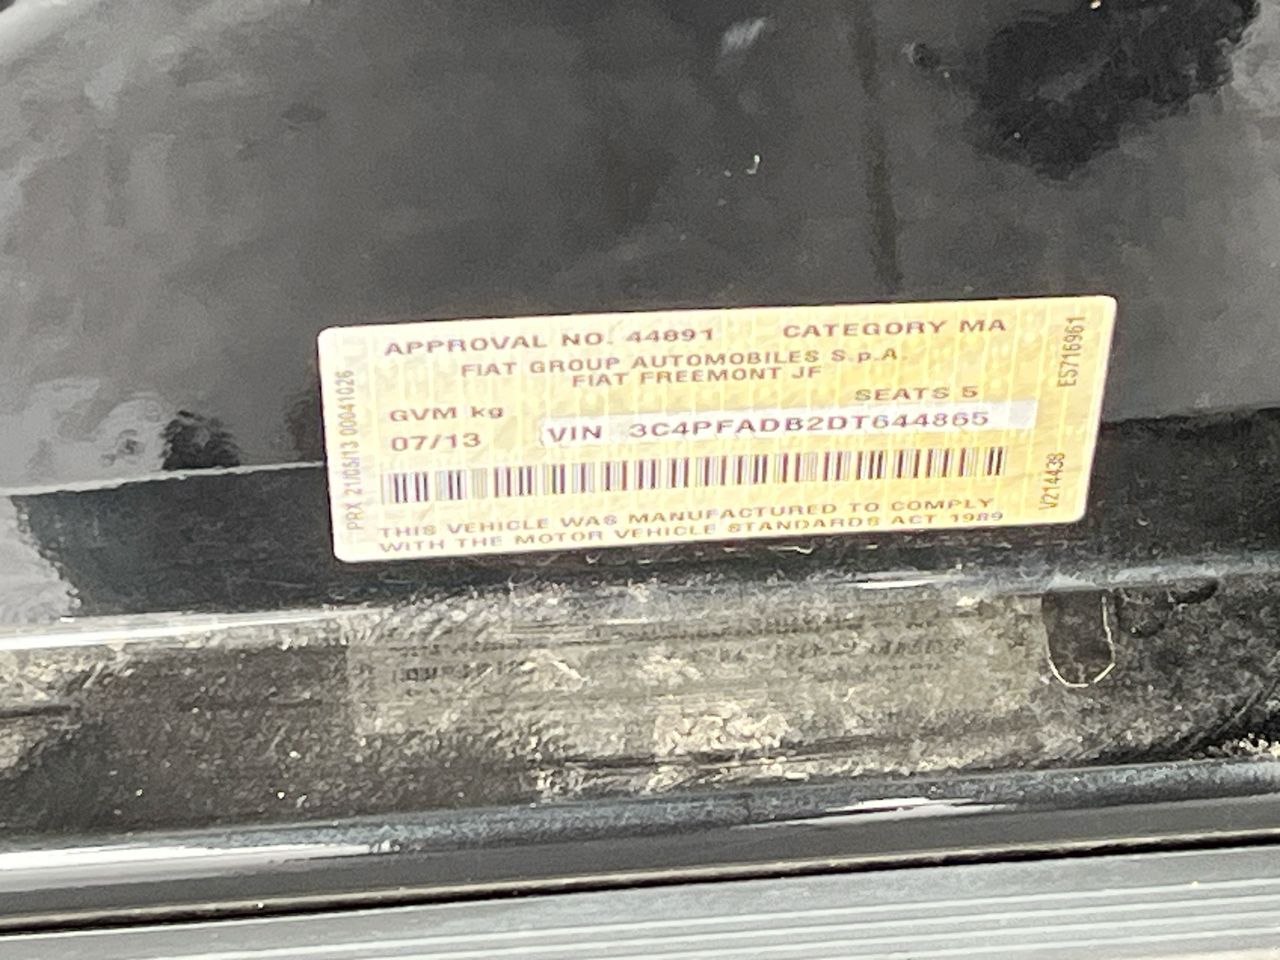 APPROVAL NO. 44891 CATEGORY MA
FIAT GROUP AUTOMOBILES S.p.A.
FIAT FREEMONT JF
SEATS 5
GVM kg
07/13 VIN 3C4PFADB2DT644865
THIS VEHICLE WAS MANUFACTURED TO COMPLY
WITH THE MOTOR VEHICLE STANDARDS ACT 1989
PRX 21/05/13 00041026
E5716961
V214438